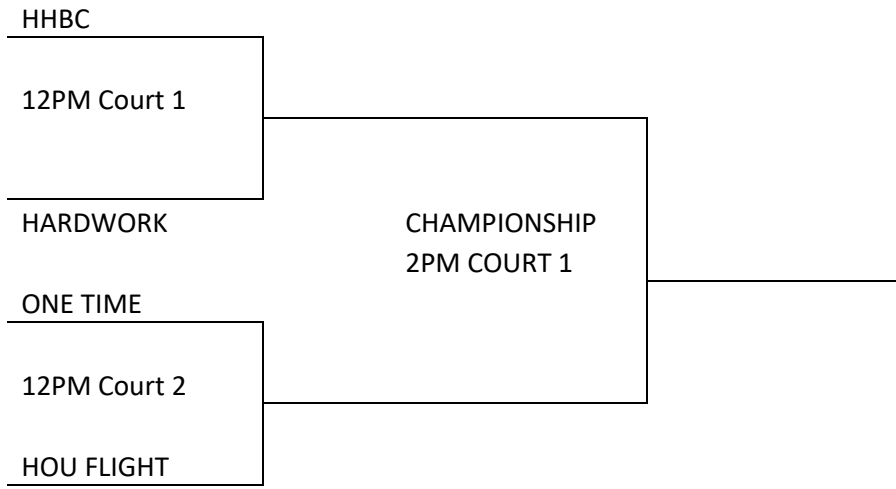 HHBC
12PM Court 1
HARDWORK
CHAMPIONSHIP
2PM COURT 1
ONE TIME
12PM Court 2
HOU FLIGHT